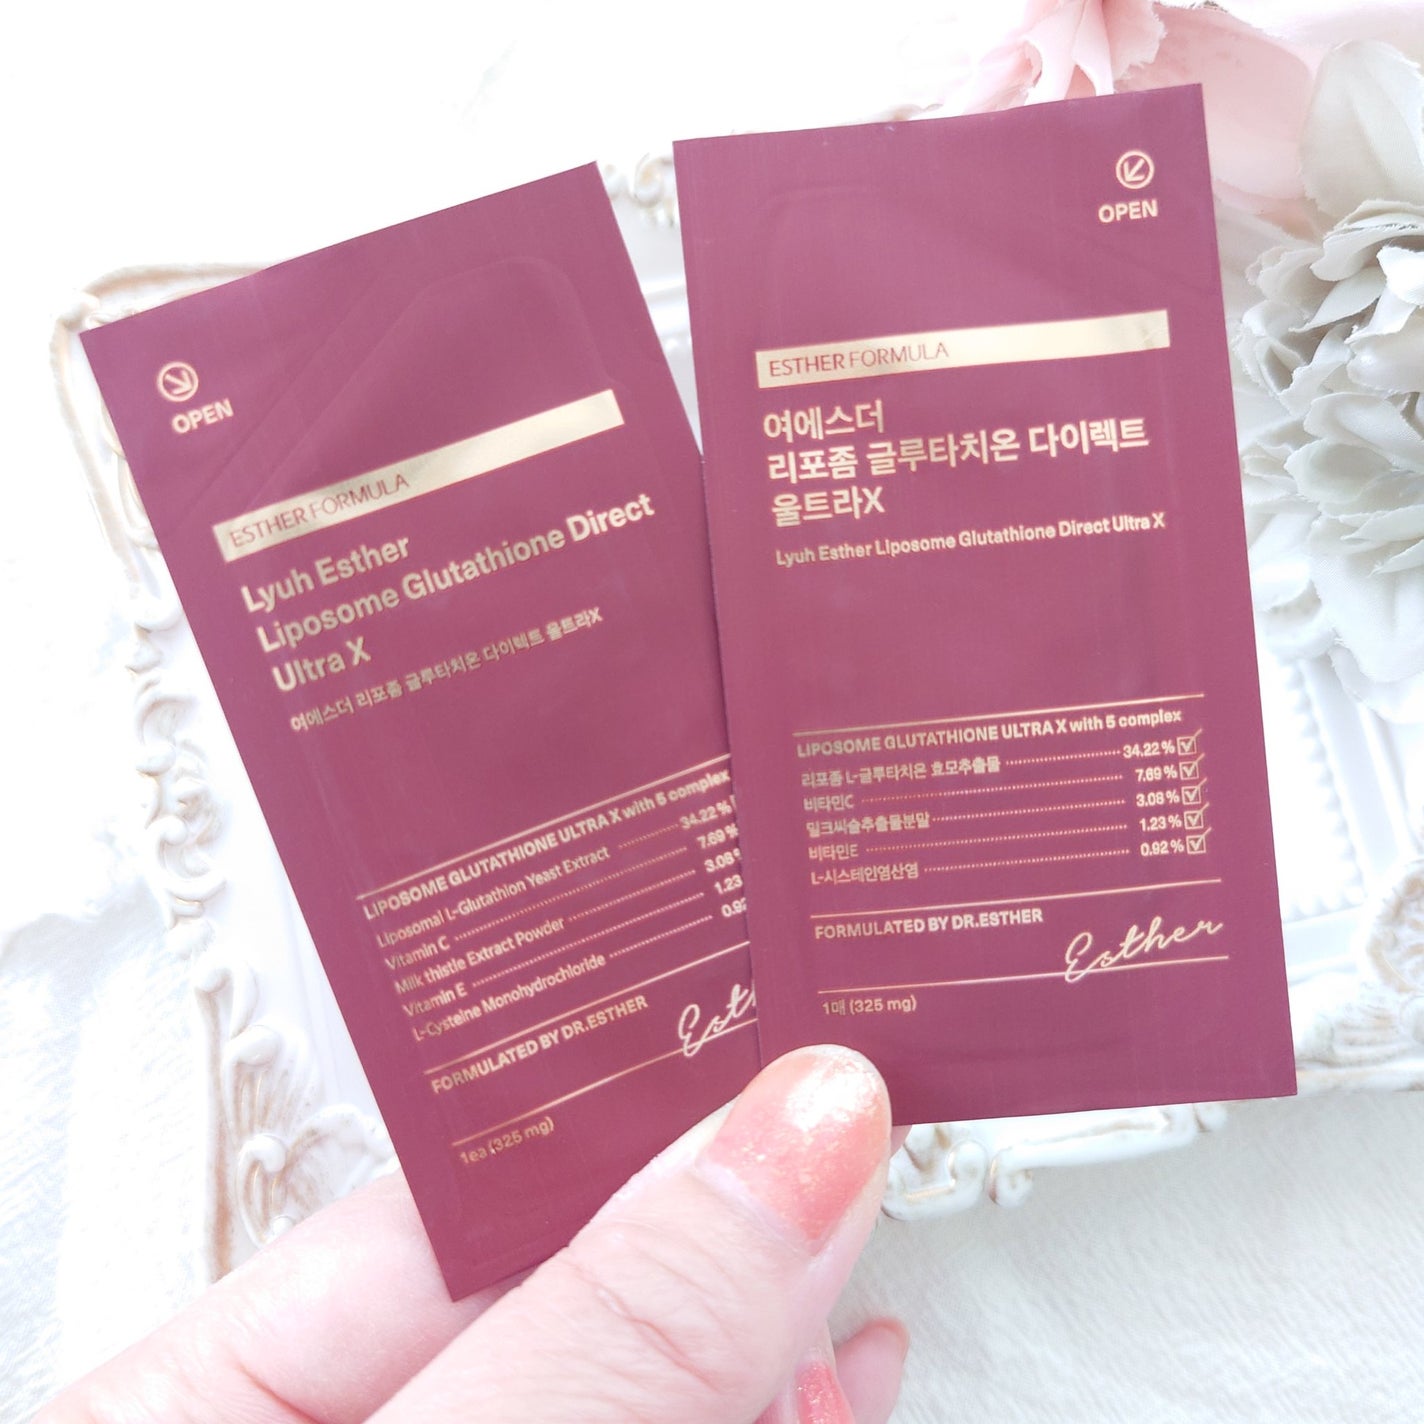 OPEN
ESTHER FORMULA
Lyuh Esther
Liposome Glutathione Direct
Ultra X
여에스더 리포좀 글루타치온 다이렉트 울트라X
LIPOSOME GLUTATHIONE ULTRA X with 5 complex
Liposomal L-Glutathion Yeast Extract 34.22 %
Vitamin C 7.69 %
Milk thistle Extract Powder 3.08
Vitamin E 1.23
L-Cysteine Monohydrochloride 0.92
FORMULATED BY DR.ESTHER
1ea (325 mg)
OPEN
ESTHER FORMULA
여에스더
리포좀 글루타치온 다이렉트
울트라X
Lyuh Esther Liposome Glutathione Direct Ultra X
LIPOSOME GLUTATHIONE ULTRA X with 5 complex
리포좀 L-글루타치온 효모추출물 34.22 %
비타민C 7.69 %
밀크씨슬추출물분말 3.08 %
비타민E 1.23 %
L-시스테인염산염 0.92 %
FORMULATED BY DR.ESTHER
Esther
1매 (325 mg)